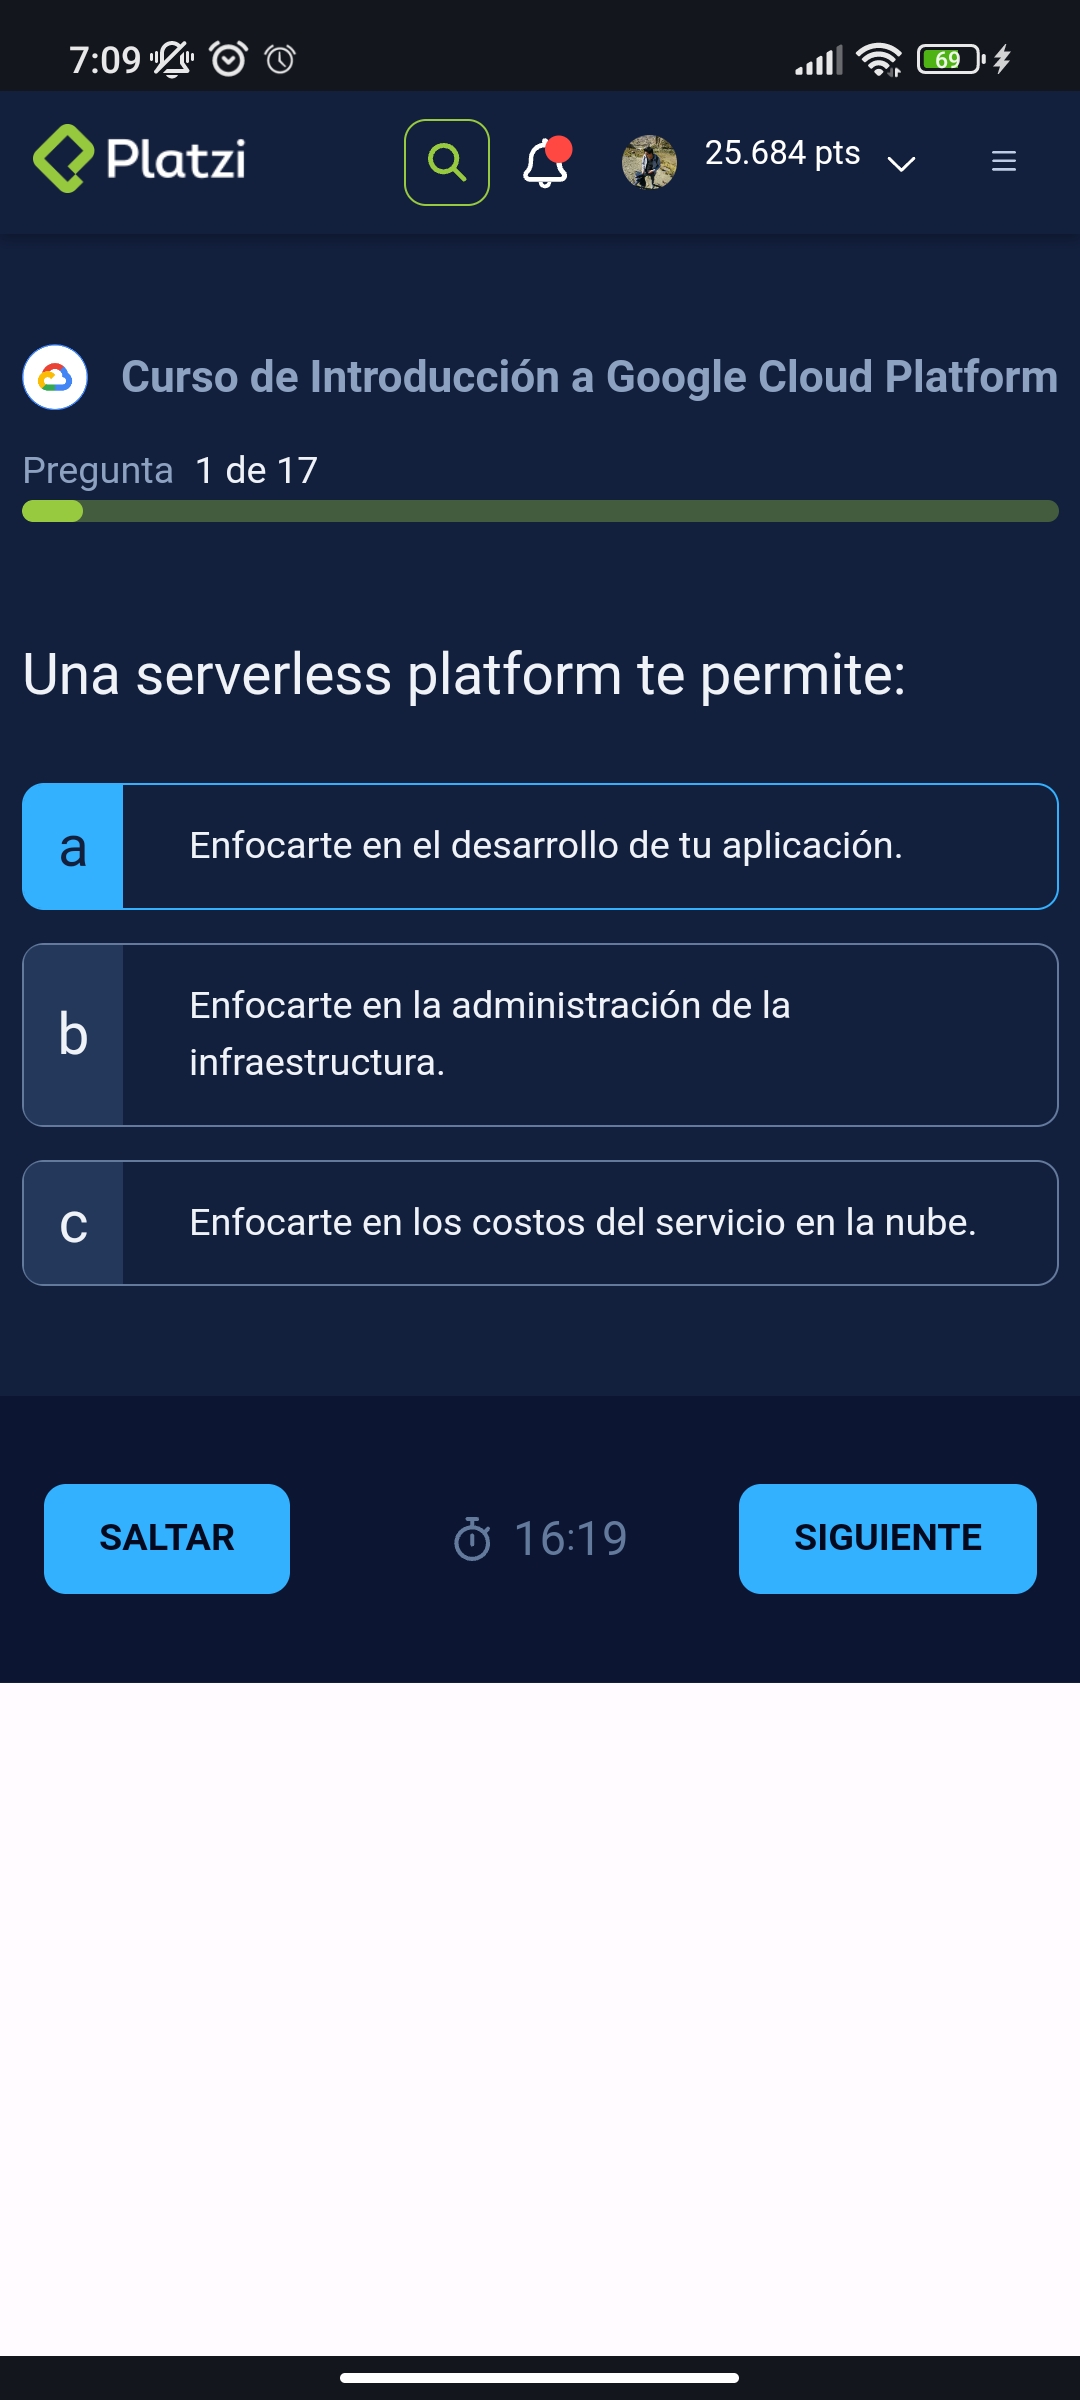 7:09
69
Platzi
25.684 pts
Curso de Introducción a Google Cloud Platform
Pregunta 1 de 17
Una serverless platform te permite:
a
Enfocarte en el desarrollo de tu aplicación.
b
Enfocarte en la administración de la
infraestructura.
c
Enfocarte en los costos del servicio en la nube.
SALTAR
16:19
SIGUIENTE